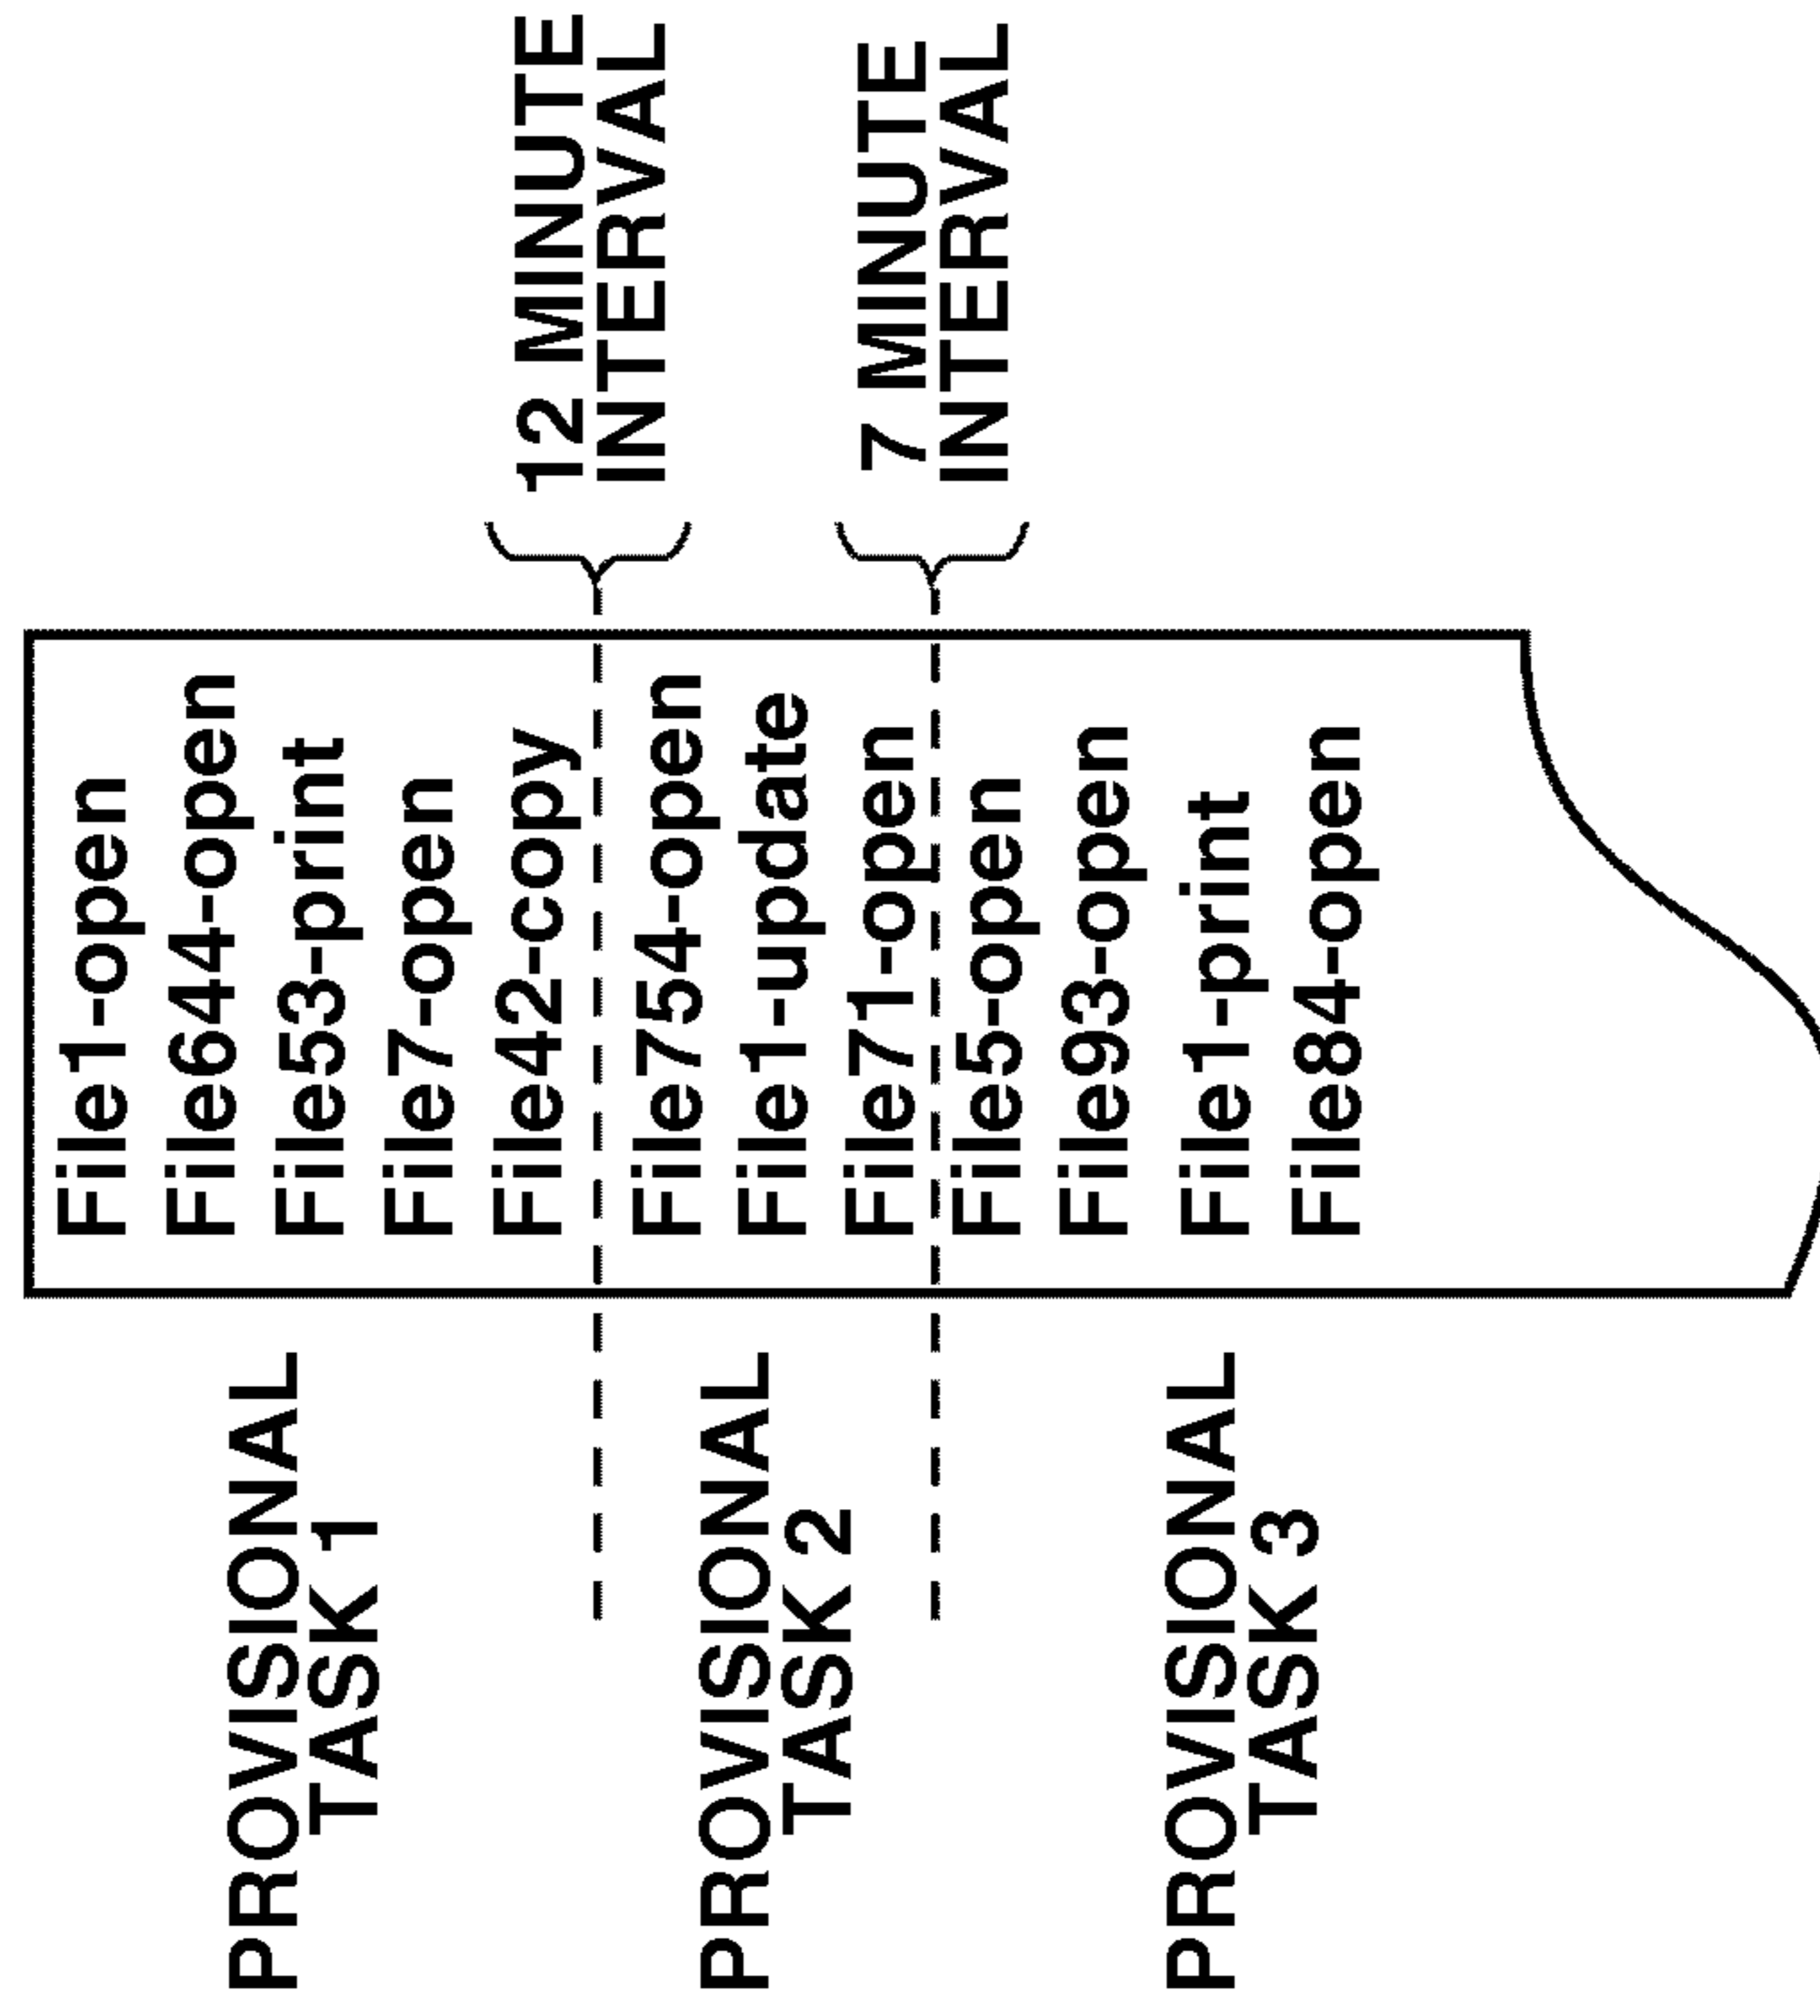 File1-open
File644-open
File53-print
File7-open
File42-copy
File754-open
File1-update
File71-open
File5-open
File93-open
File1-print
File84-open
PROVISIONAL
TASK 1
PROVISIONAL
TASK 2
PROVISIONAL
TASK 3
12 MINUTE
INTERVAL
7 MINUTE
INTERVAL